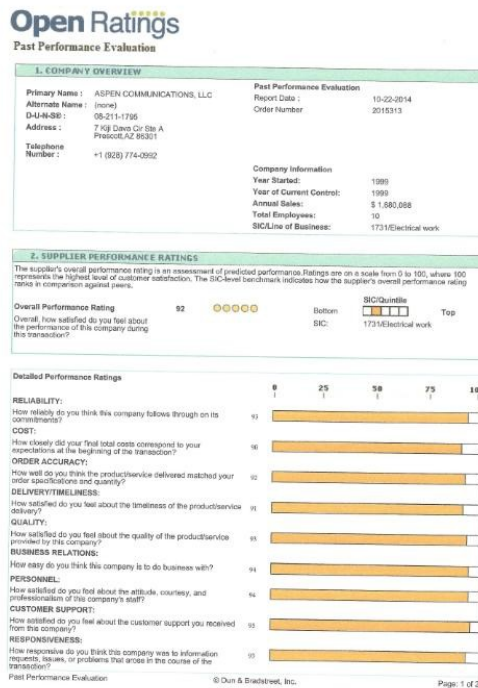 Open Ratings
Past Performance Evaluation
1. COMPANY OVERVIEW
Primary Name : ASPEN COMMUNICATIONS, LLC
Alternate Name : (none)
D-U-N-S® : 08-211-1796
Address : 7 Kiji Dava Cir Ste A
Prescott, AZ 86301
Telephone
Number : +1 (928) 774-0992
Past Performance Evaluation
Report Date : 10-22-2014
Order Number 2015313
Company Information
Year Started: 1999
Year of Current Control: 1999
Annual Sales: $ 1,680,088
Total Employees: 10
SIC/Line of Business: 1731/Electrical work
2. SUPPLIER PERFORMANCE RATINGS
The supplier's overall performance rating is an assessment of predicted performance.Ratings are on a scale from 0 to 100, where 100
represents the highest level of customer satisfaction. The SIC-level benchmark indicates how the supplier's overall performance rating
ranks in comparison against peers.
Overall Performance Rating 92
Overall, how satisfied do you feel about
the performance of this company during
this transaction?
SIC/Quintile
Bottom Top
SIC: 1731/Electrical work
Detailed Performance Ratings
0 25 50 75 10
RELIABILITY:
How reliably do you think this company follows through on its
commitments?
COST:
How closely did your final total costs correspond to your
expectations at the beginning of the transaction?
ORDER ACCURACY:
How well do you think the product/service delivered matched your
order specifications and quantity?
DELIVERY/TIMELINESS:
How satisfied do you feel about the timeliness of the product/service
delivery?
QUALITY:
How satisfied do you feel about the quality of the product/service
provided by this company?
BUSINESS RELATIONS:
How easy do you think this company is to do business with?
PERSONNEL:
How satisfied do you feel about the attitude, courtesy, and
professionalism of this company's staff?
CUSTOMER SUPPORT:
How satisfied do you feel about the customer support you received
from this company?
RESPONSIVENESS:
How responsive do you think this company was to information
requests, issues, or problems that arose in the course of the
transaction?
Past Performance Evaluation © Dun & Bradstreet, Inc. Page: 1 of 2